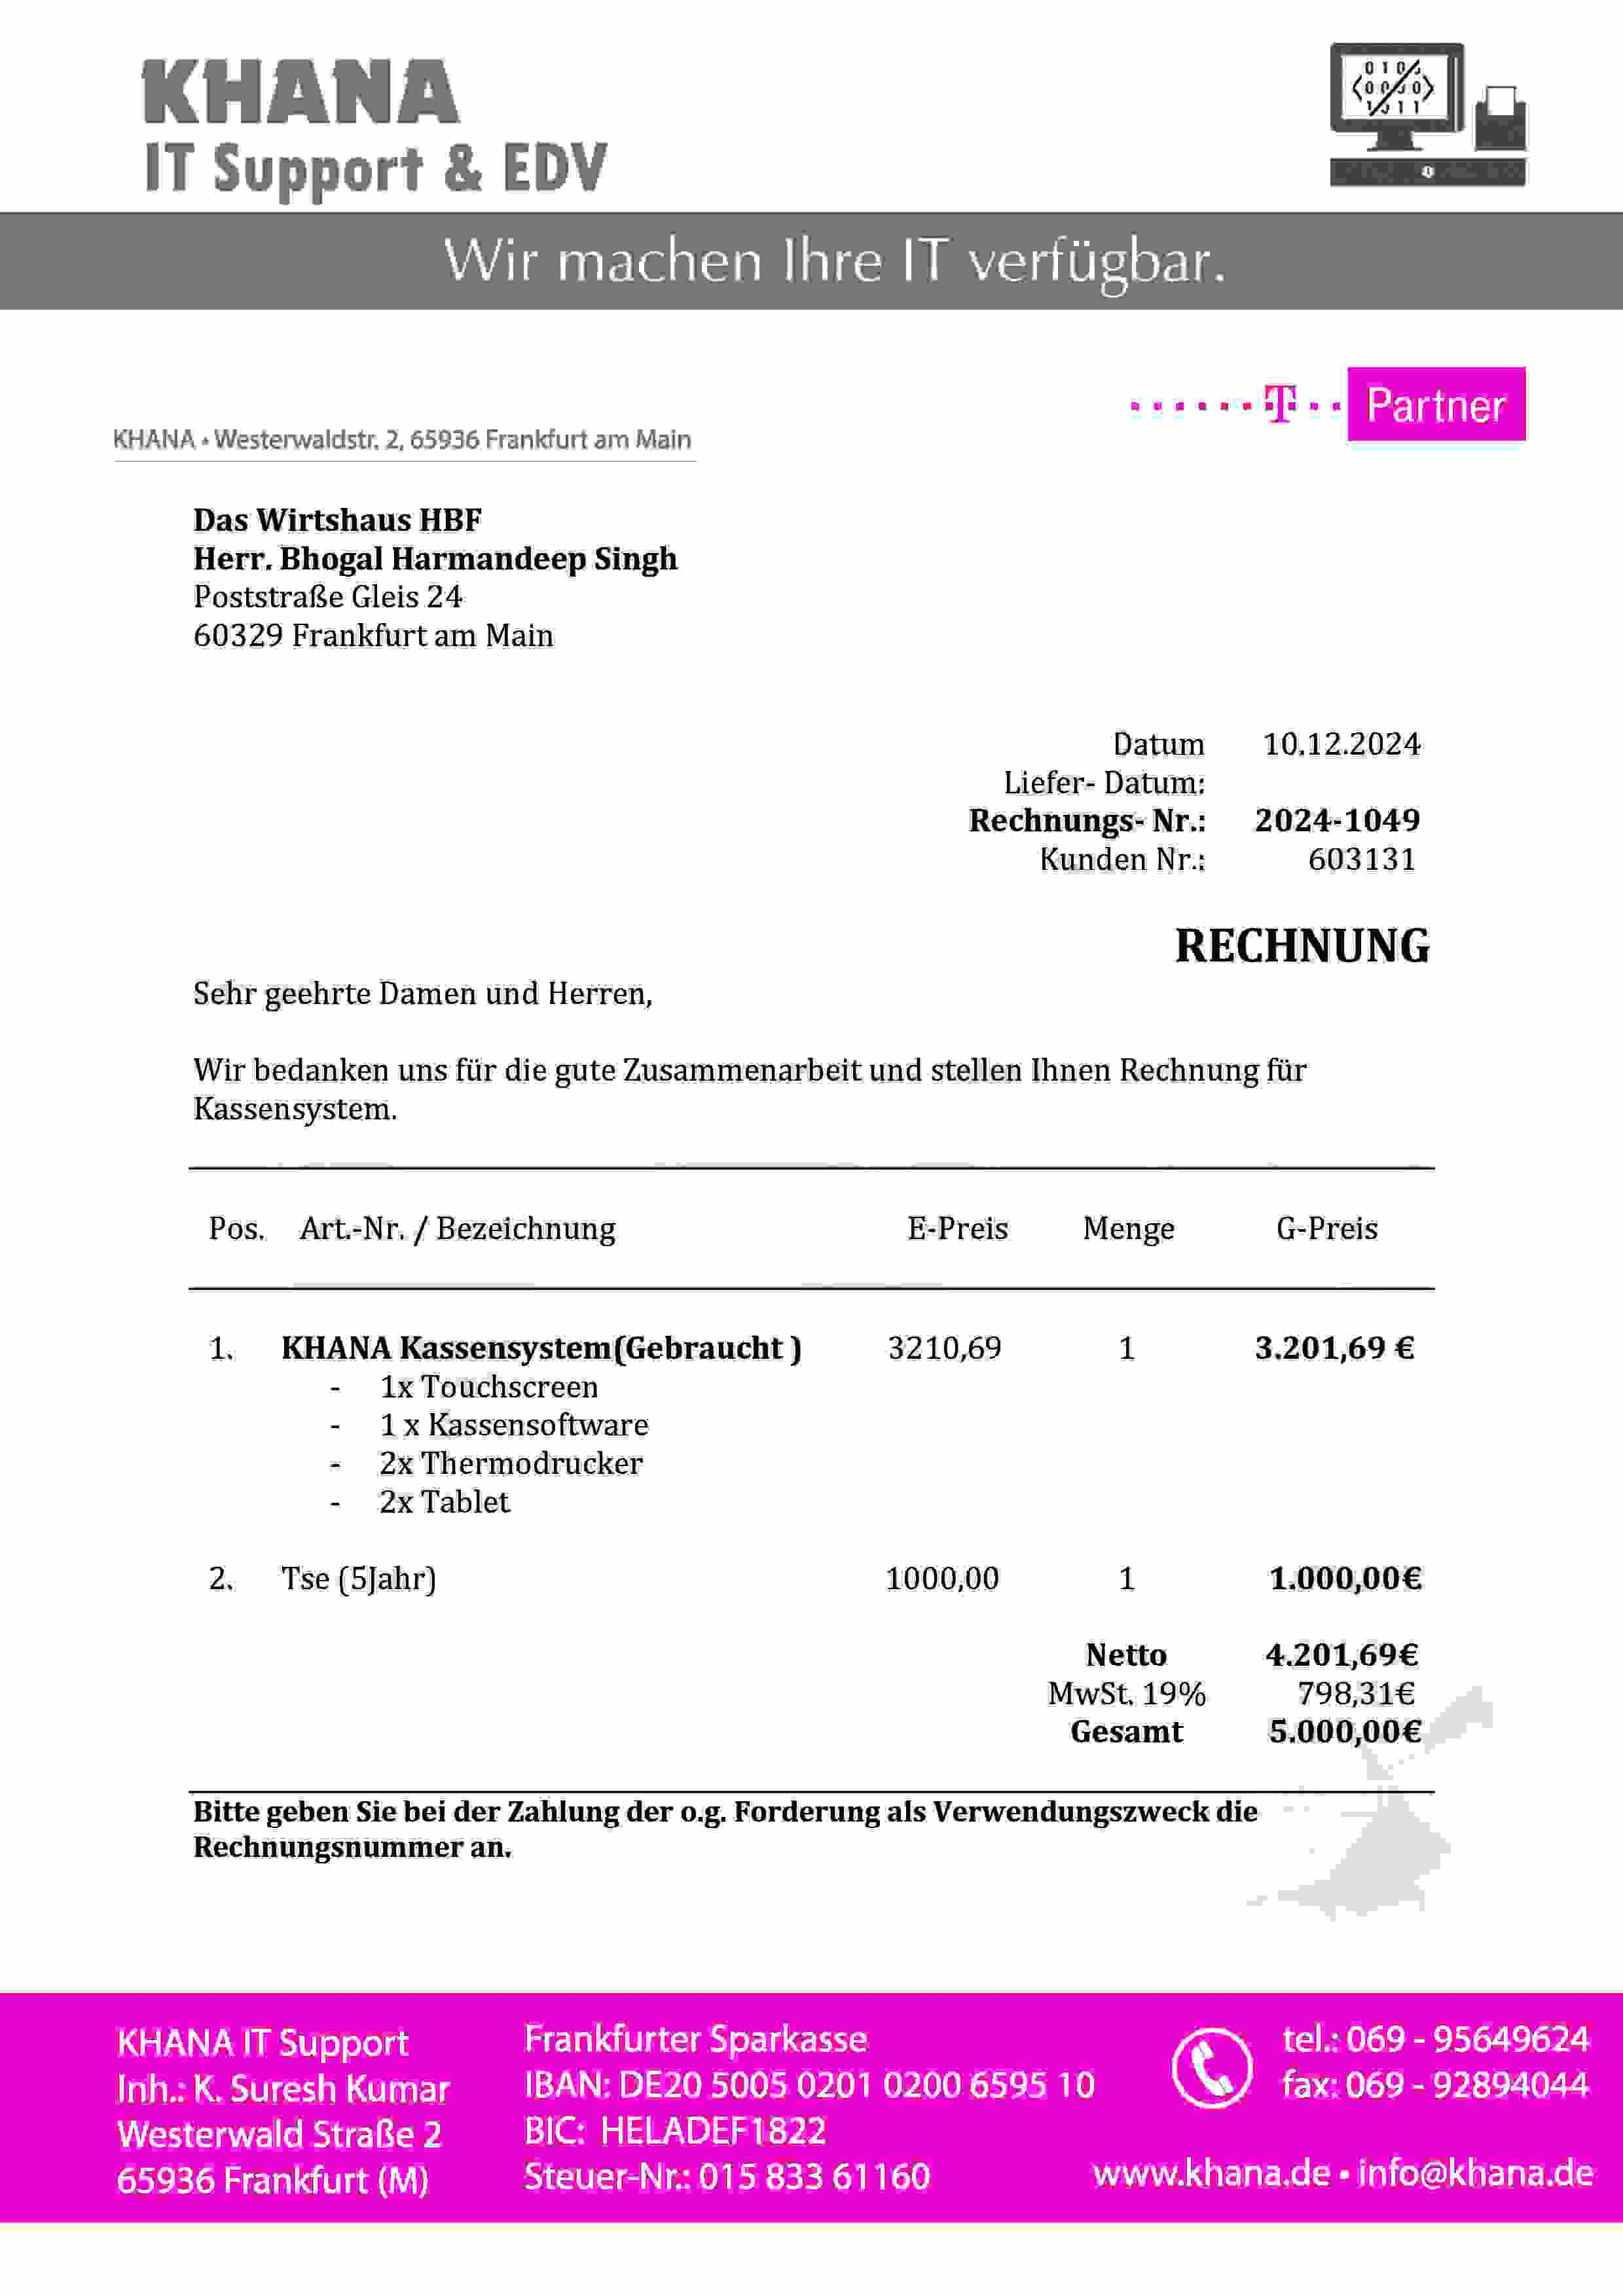 KHANA
IT Support & EDV
Wir machen Ihre IT verfügbar.
T Partner
KHANA • Westerwaldstr. 2, 65936 Frankfurt am Main
Das Wirtshaus HBF
Herr. Bhogal Harmandeep Singh
Poststraße Gleis 24
60329 Frankfurt am Main
Datum 10.12.2024
Liefer- Datum:
Rechnungs- Nr.: 2024-1049
Kunden Nr.: 603131
RECHNUNG
Sehr geehrte Damen und Herren,
Wir bedanken uns für die gute Zusammenarbeit und stellen Ihnen Rechnung für
Kassensystem.
Pos. Art.-Nr. / Bezeichnung E-Preis Menge G-Preis
1. KHANA Kassensystem(Gebraucht ) 3210,69 1 3.201,69 €
- 1x Touchscreen
- 1 x Kassensoftware
- 2x Thermodrucker
- 2x Tablet
2. Tse (5Jahr) 1000,00 1 1.000,00€
Netto 4.201,69€
MwSt. 19% 798,31€
Gesamt 5.000,00€
Bitte geben Sie bei der Zahlung der o.g. Forderung als Verwendungszweck die
Rechnungsnummer an.
KHANA IT Support
Inh.: K. Suresh Kumar
Westerwald Straße 2
65936 Frankfurt (M)
Frankfurter Sparkasse
IBAN: DE20 5005 0201 0200 6595 10
BIC: HELADEF1822
Steuer-Nr.: 015 833 61160
tel.: 069 - 95649624
fax: 069 - 92894044
www.khana.de • info@khana.de